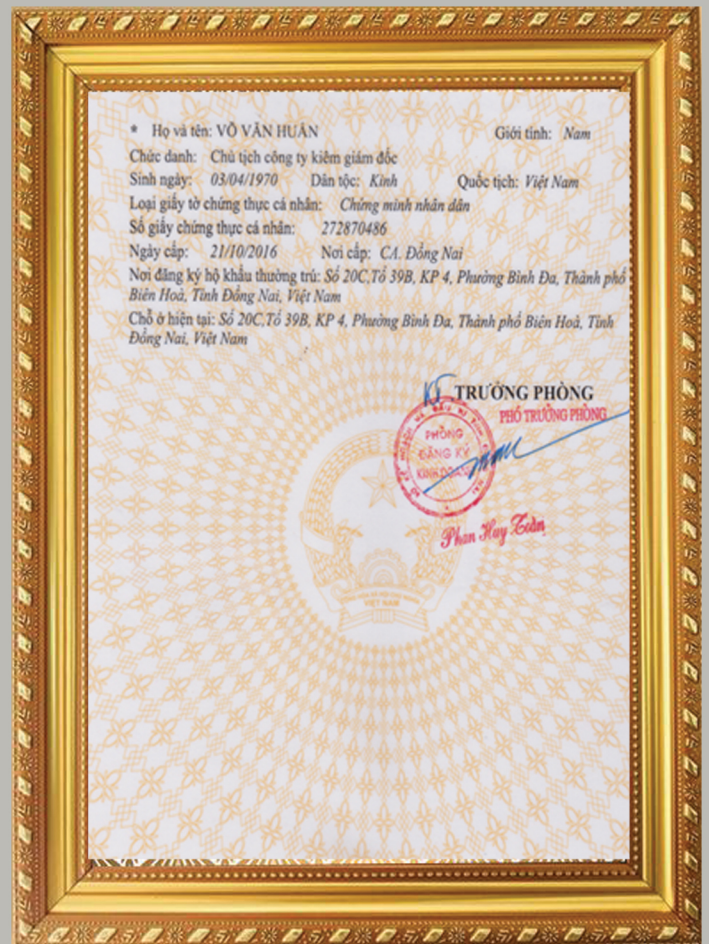 * Họ và tên: VÕ VĂN HUÂN Giới tính: Nam
Chức danh: Chủ tịch công ty kiêm giám đốc
Sinh ngày: 03/04/1970 Dân tộc: Kinh Quốc tịch: Việt Nam
Loại giấy tờ chứng thực cá nhân: Chứng minh nhân dân
Số giấy chứng thực cá nhân: 272870486
Ngày cấp: 21/10/2016 Nơi cấp: CA. Đồng Nai
Nơi đăng ký hộ khẩu thường trú: Số 20C,Tổ 39B, KP 4, Phường Bình Đa, Thành phố
Biên Hoà, Tỉnh Đồng Nai, Việt Nam
Chỗ ở hiện tại: Số 20C,Tổ 39B, KP 4, Phường Bình Đa, Thành phố Biên Hoà, Tỉnh
Đồng Nai, Việt Nam
KT TRƯỞNG PHÒNG
PHÓ TRƯỞNG PHÒNG
PHÒNG
ĐĂNG KÝ
KINH DOANH
Phan Huy Toàn
VIỆT NAM